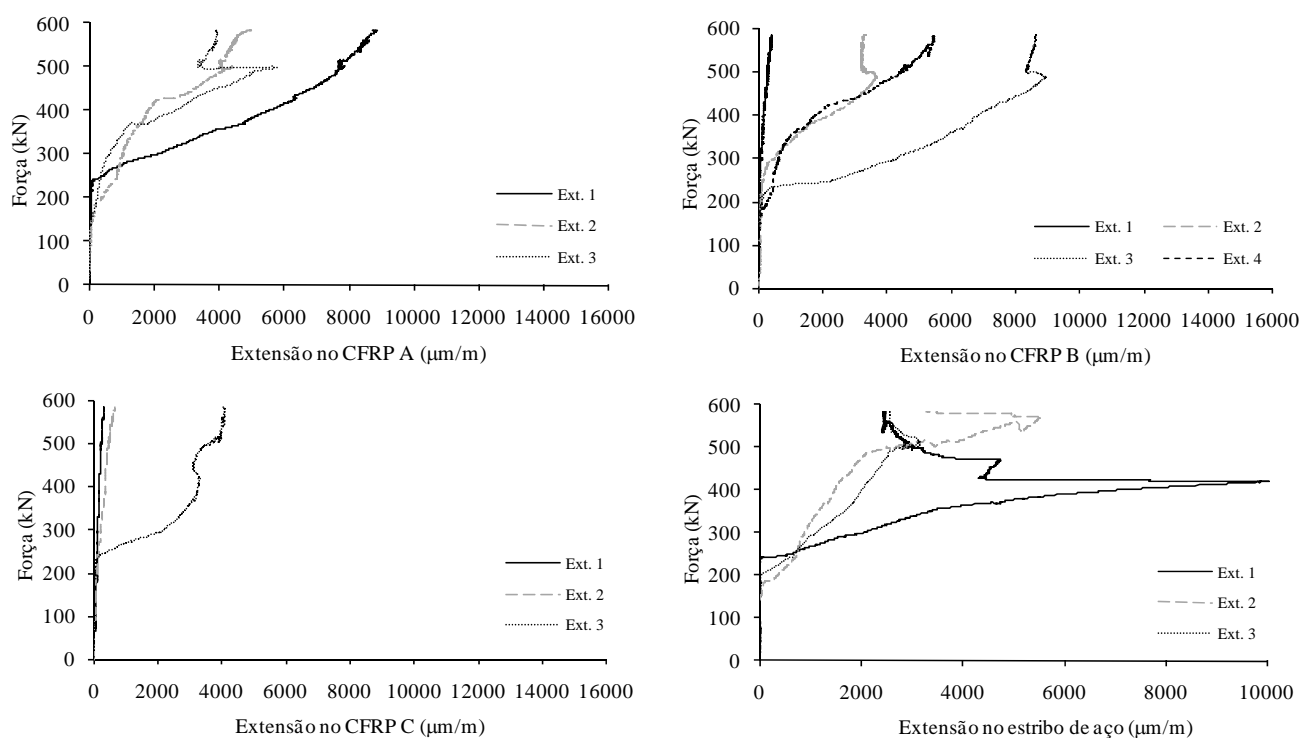 600
500
400
300
200
100
0
Força (kN)
Ext. 1
Ext. 2
Ext. 3
0 2000 4000 6000 8000 10000 12000 14000 16000
Extensão no CFRP A (μm/m)
600
500
400
300
200
100
0
Força (kN)
Ext. 1 Ext. 2
Ext. 3 Ext. 4
0 2000 4000 6000 8000 10000 12000 14000 16000
Extensão no CFRP B (μm/m)
600
500
400
300
200
100
0
Força (kN)
Ext. 1
Ext. 2
Ext. 3
0 2000 4000 6000 8000 10000 12000 14000 16000
Extensão no CFRP C (μm/m)
600
500
400
300
200
100
0
Força (kN)
Ext. 1
Ext. 2
Ext. 3
0 2000 4000 6000 8000 10000
Extensão no estribo de aço (μm/m)